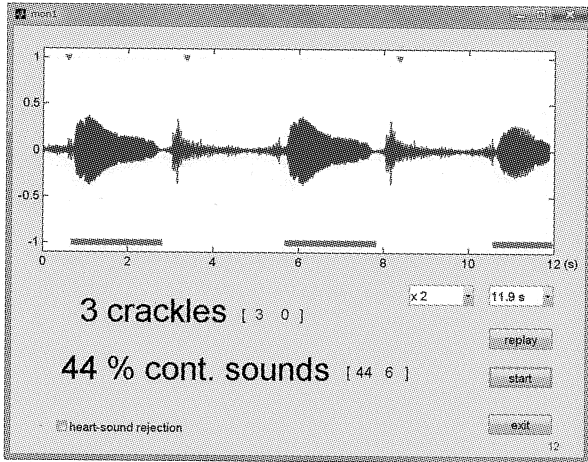 mon1
1
0.5
0
-0.5
-1
0 2 4 6 8 10 12 (s)
x 2 11.9 s
3 crackles [ 3 0 ]
replay
44 % cont. sounds [ 44 6 ]
start
heart-sound rejection
exit
12